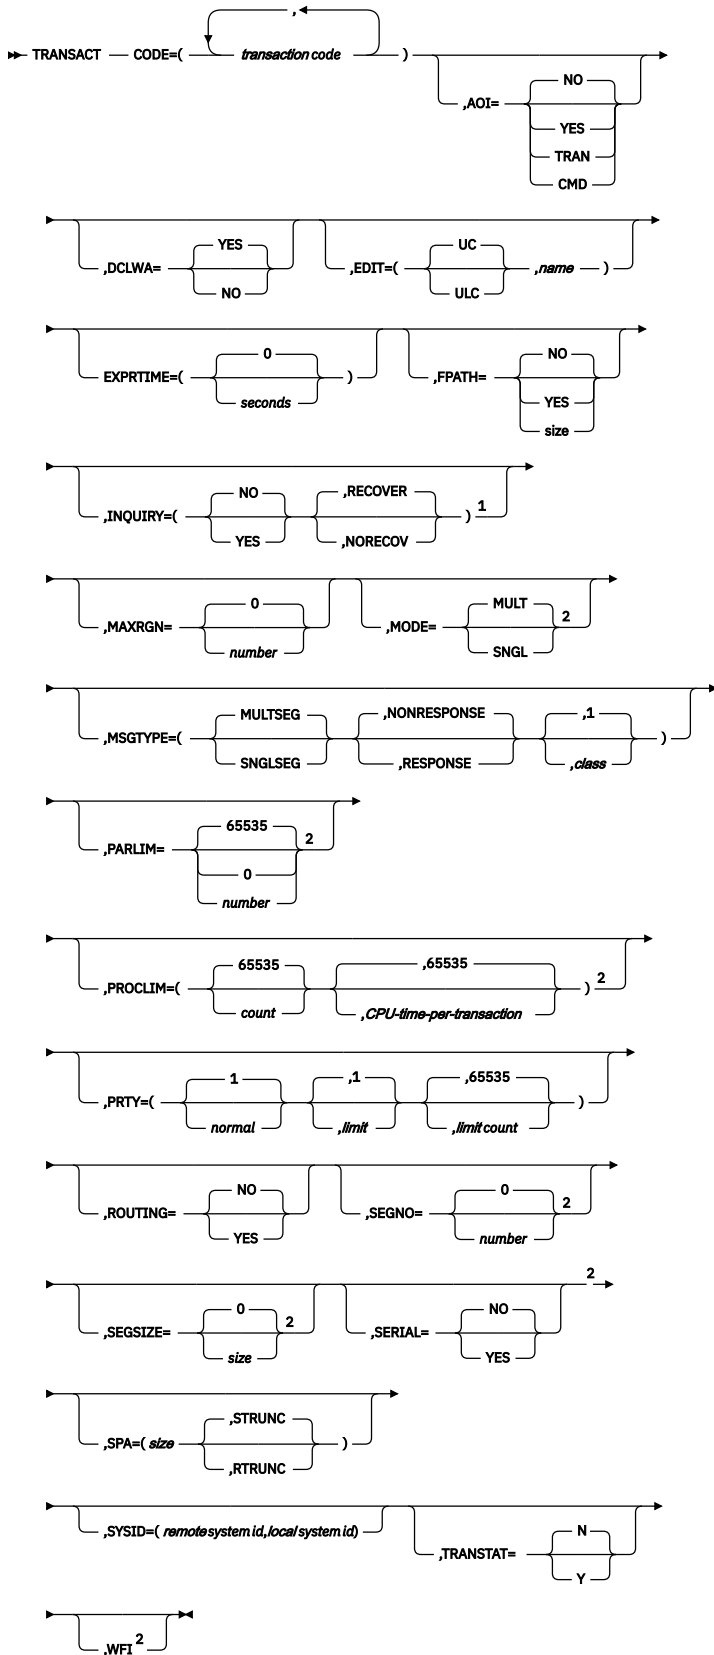 ,
TRANSACT CODE=( transaction code )
,AOI= NO
YES
TRAN
CMD
,DCLWA= YES
NO
,EDIT=( UC
ULC
,name )
EXPRTIME=( 0
seconds
)
,FPATH= NO
YES
size
,INQUIRY=( NO
YES
,RECOVER
,NORECOV
) 1
,MAXRGN= 0
number
,MODE= MULT
SNGL
2
,MSGTYPE=( MULTSEG
SNGLSEG
,NONRESPONSE
,RESPONSE
,1
,class
)
,PARLIM= 65535
0
number
2
,PROCLIM=( 65535
count
,65535
,CPU-time-per-transaction
) 2
,PRTY=( 1
normal
,1
,limit
,65535
,limit count
)
,ROUTING= NO
YES
,SEGNO= 0
number
2
,SEGSIZE= 0
size
2
,SERIAL= NO
YES
2
,SPA=( size ,STRUNC
,RTRUNC
)
,SYSID=( remote system id,local system id)
,TRANSTAT= N
Y
.WFI 2